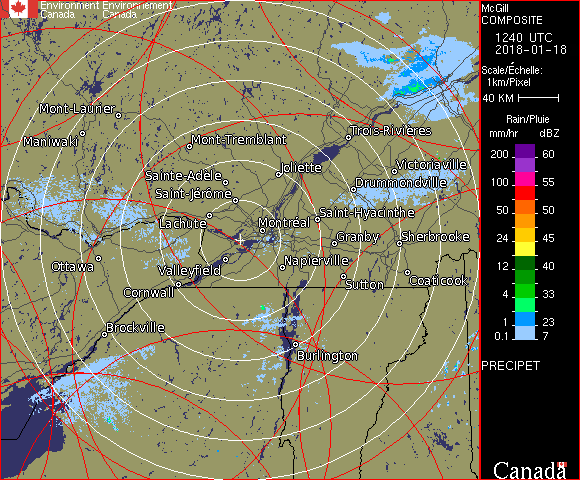 Environment Environnement
Canada Canada
McGill
COMPOSITE
1240 UTC
2018-01-18
Scale/Échelle:
1km/Pixel
40 KM
Rain/Pluie
mm/hr dBZ
200 60
100 55
100 55
50 50
24 45
12 40
4 33
1 23
0.1 7
PRECIPET
Canada
Mont-Laurier
Maniwaki
Mont-Tremblant
Trois-Rivières
Joliette
Victoriaville
Sainte-Adèle
Drummondville
Saint-Jérôme
Saint-Hyacinthe
Lachute
Montréal
Granby
Sherbrooke
Ottawa
Valleyfield
Napierville
Cornwall
Sutton
Coaticook
Brockville
Burlington